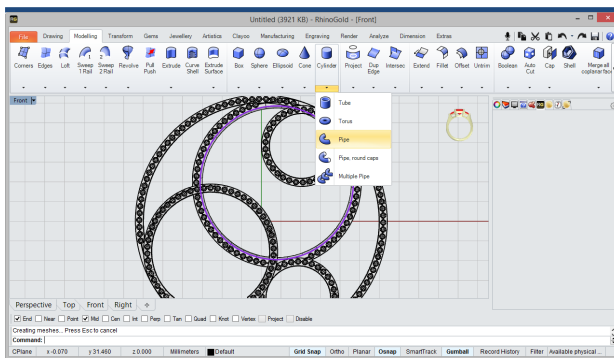 Untitled (3921 KB) - RhinoGold - [Front]
File Drawing Modeling Transform Gems Jewellery Artistics Clayoo Manufacturing Engraving Render Analyze Dimension Extras
Corners Edges Loft Sweep 1 Rail Sweep 2 Rail Revolve Pull Push Extrude Curve Shell Extrude Surface Box Sphere Ellipsoid Cone Cylinder Project Dup Edge Intersec Extend Fillet Offset Untrim Boolean Auto Cut Cap Shell Merge all coplanar face
Front
Tube
Torus
Pipe
Pipe, round caps
Multiple Pipe
Perspective Top Front Right
End Near Point Mid Cen Int Perp Tan Quad Knot Vertex Project Disable
Creating meshes... Press Esc to cancel
Command:
CPlane x -0.070 y 31.460 z 0.000 Millimeters Default Grid Snap Ortho Planar Osnap SmartTrack Gumball Record History Filter Available physical...